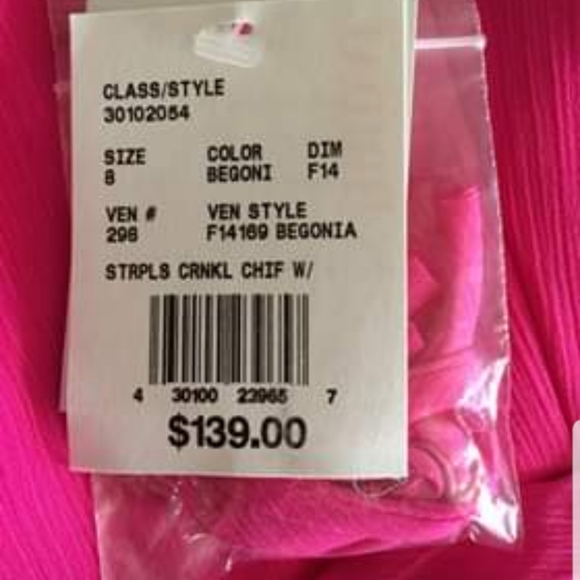 CLASS/STYLE
30102054
SIZE COLOR DIM
8 BEGONI F14
VEN # VEN STYLE
298 F14169 BEGONIA
STRPLS CRNKL CHIF W/
4 30100 23965 7
$139.00